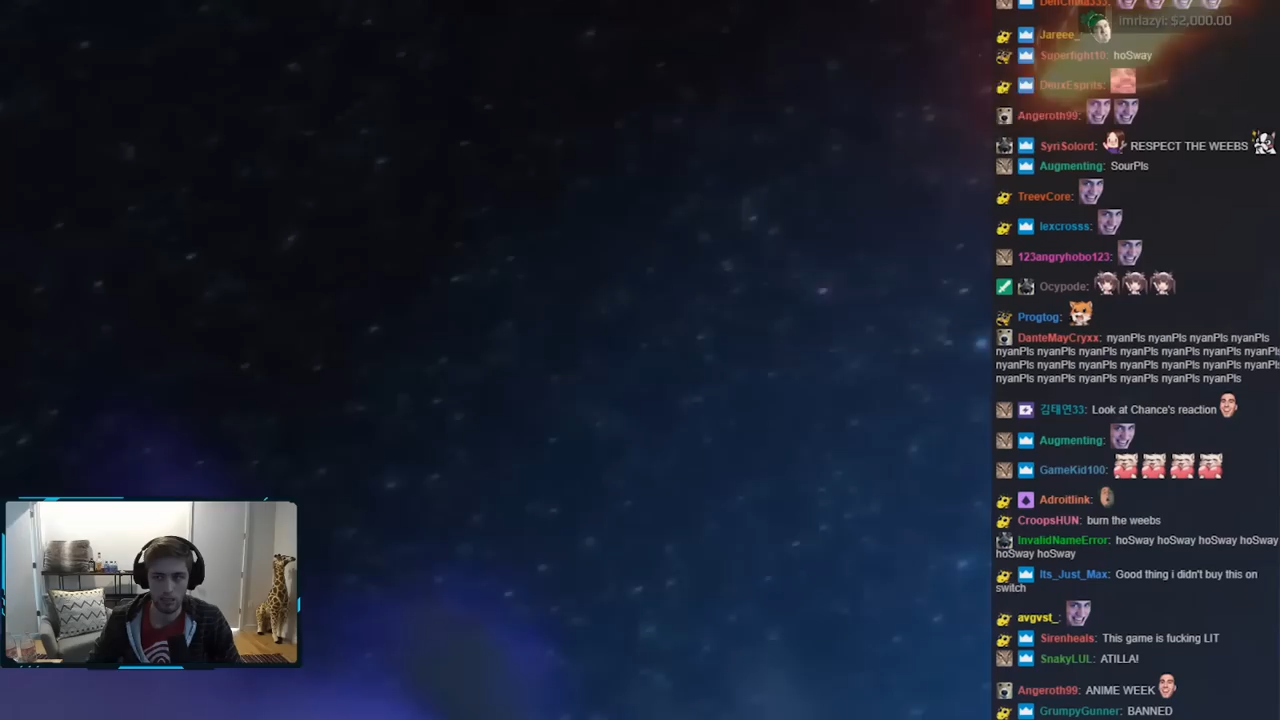 DenChilla333:
imrlazyl: $2,000.00
Jareee_
Superfight10: hoSway
DeuxEsprits:
Angeroth99:
SyriSolord: RESPECT THE WEEBS
Augmenting: SourPls
TreevCore:
lexcrosss:
123angryhobo123:
Ocypode:
Progtog:
DanteMayCryxx: nyanPls nyanPls nyanPls nyanPls
nyanPls nyanPls nyanPls nyanPls nyanPls nyanPls nyanPls
nyanPls nyanPls nyanPls nyanPls nyanPls nyanPls nyanPls
nyanPls nyanPls nyanPls nyanPls nyanPls nyanPls
김태연33: Look at Chance's reaction
Augmenting:
GameKid100:
Adroitlink:
CroopsHUN: burn the weebs
InvalidNameError: hoSway hoSway hoSway hoSway
hoSway hoSway
Its_Just_Max: Good thing i didn't buy this on
switch
avgvst_:
Sirenheals: This game is fucking LIT
SnakyLUL: ATILLA!
Angeroth99: ANIME WEEK
GrumpyGunner: BANNED